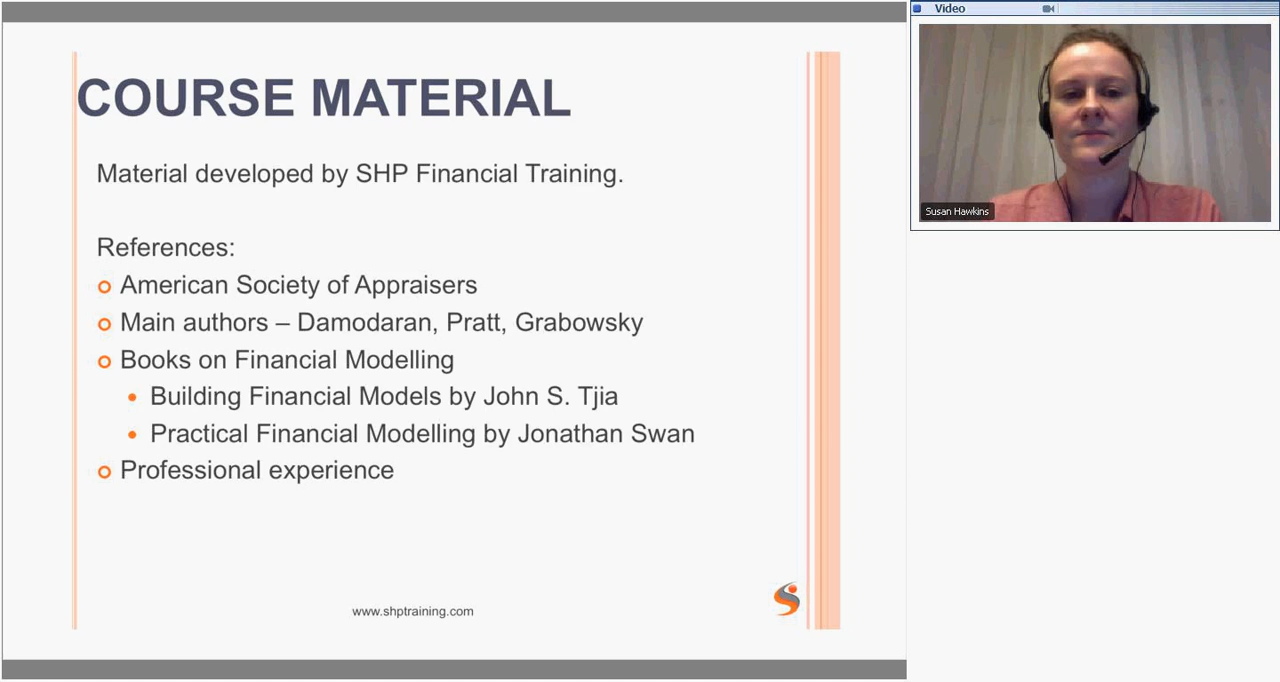 COURSE MATERIAL
Material developed by SHP Financial Training.
References:
American Society of Appraisers
Main authors – Damodaran, Pratt, Grabowsky
Books on Financial Modelling
Building Financial Models by John S. Tjia
Practical Financial Modelling by Jonathan Swan
Professional experience
www.shptraining.com
Video
Susan Hawkins